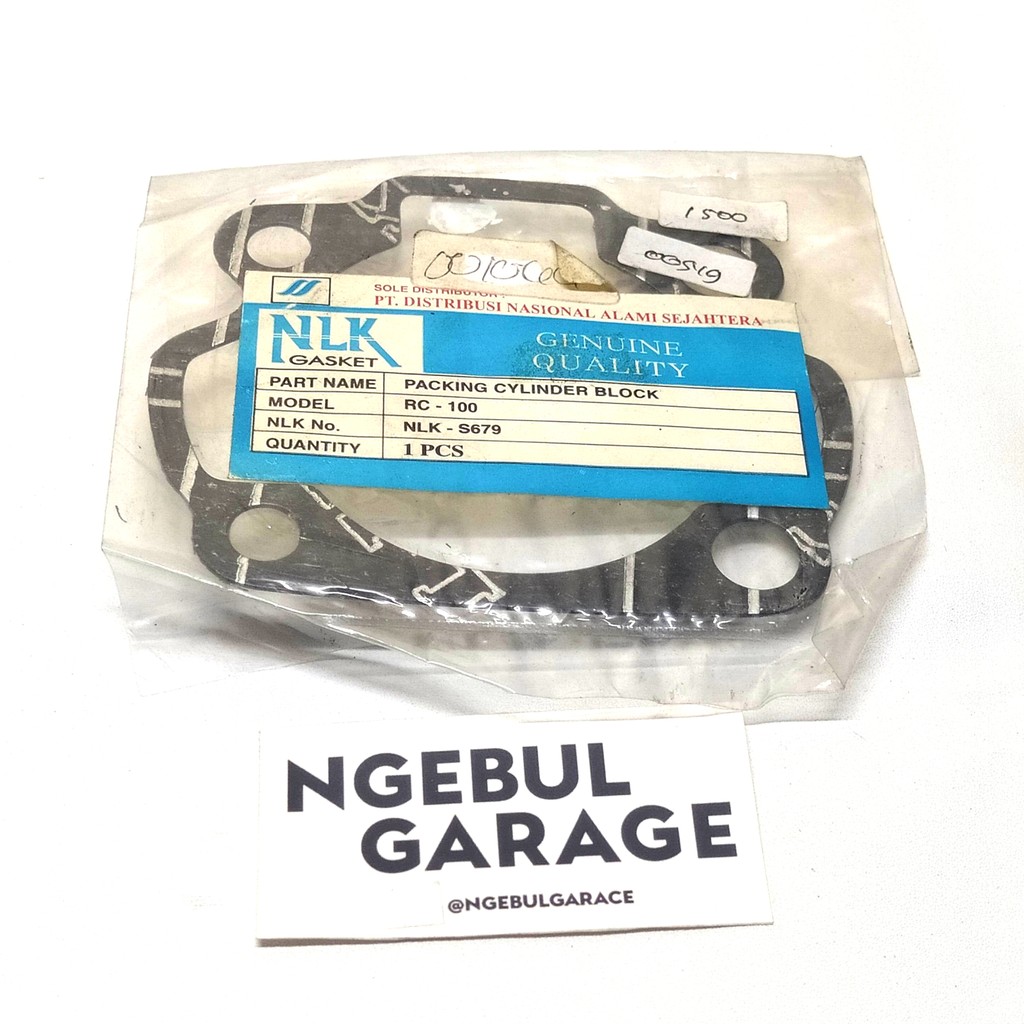 1500
00519
SOLE DISTRIBUTOR :
PT. DISTRIBUSI NASIONAL ALAMI SEJAHTERA
NLK
GASKET
GENUINE
QUALITY
PART NAME PACKING CYLINDER BLOCK
MODEL RC - 100
NLK No. NLK - S679
QUANTITY 1 PCS
NGEBUL
GARAGE
@NGEBULGARACE